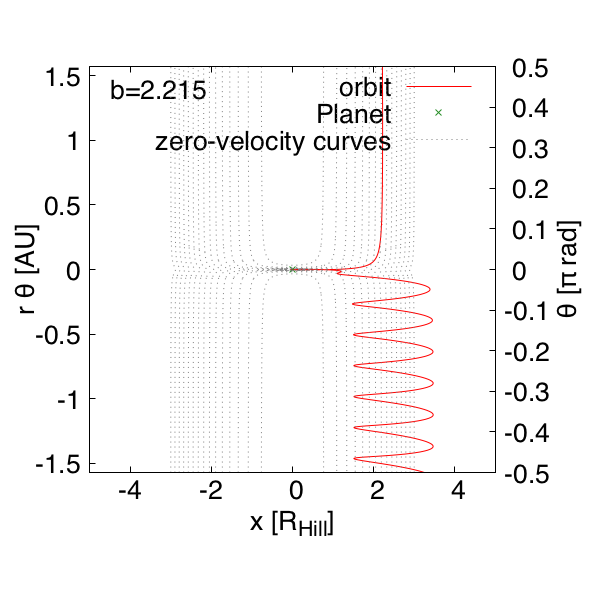 b=2.215
orbit
Planet
zero-velocity curves
r θ [AU]
1.5
1
0.5
0
-0.5
-1
-1.5
0.5
0.4
0.3
0.2
0.1
0
-0.1
-0.2
-0.3
-0.4
-0.5
θ [π rad]
-4 -2 0 2 4
x [R_Hill]